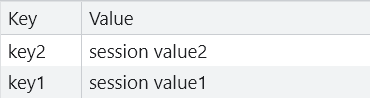 Key Value
key2 session value2
key1 session value1